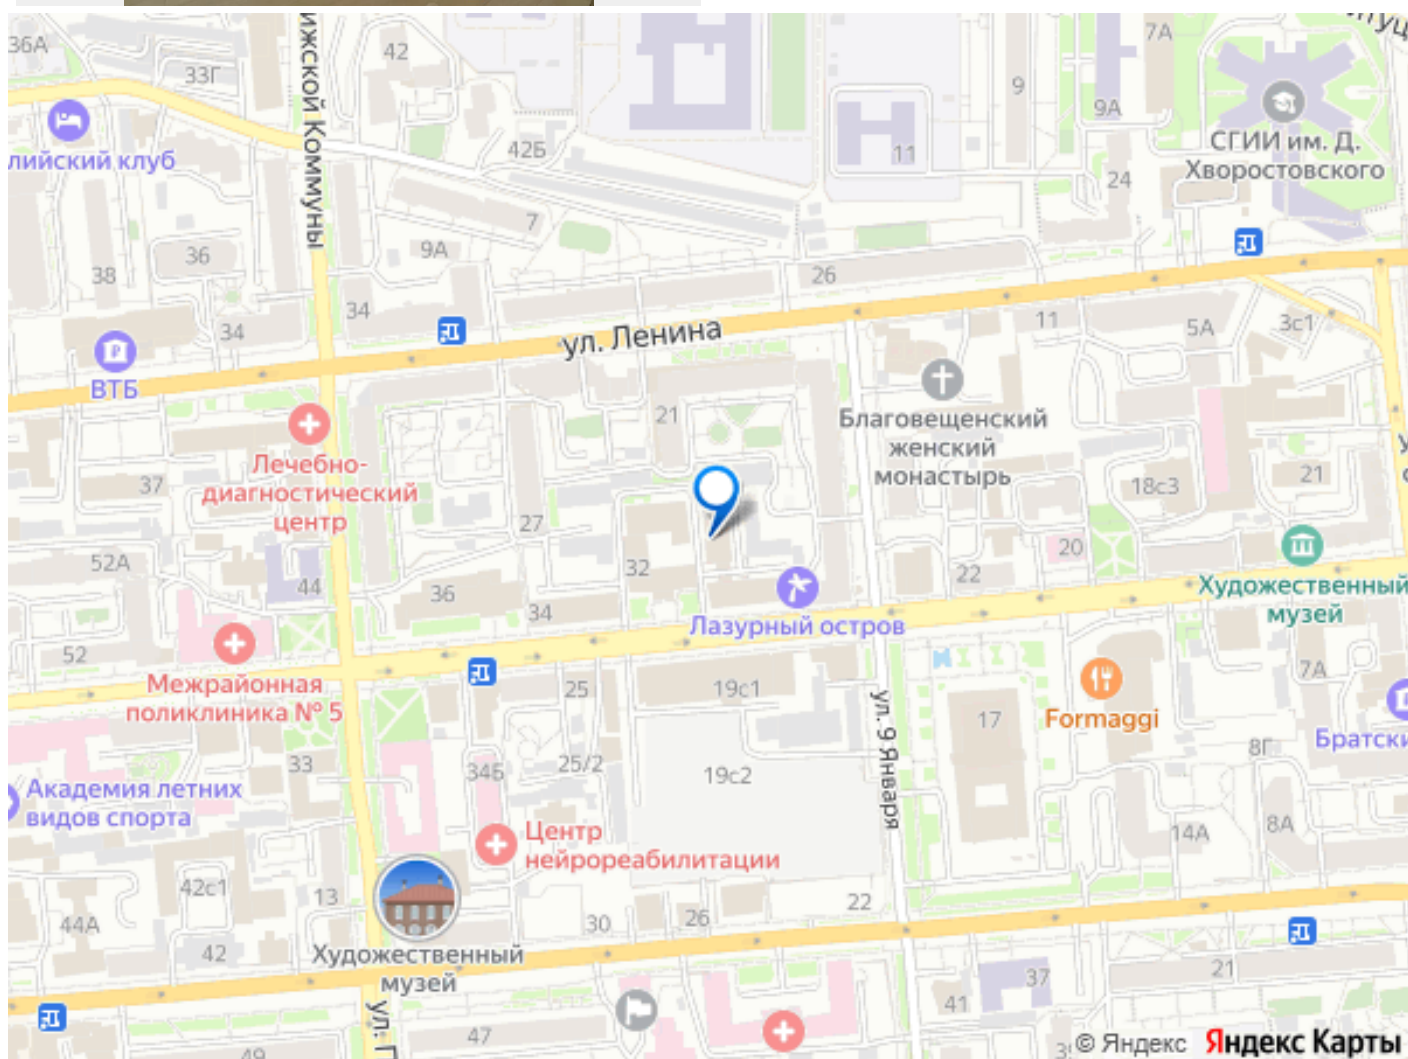 36А
33Г
42
7А
9
9А
ижской Коммуны
лийский клуб
42Б
11
СГИИ им. Д.
Хворостовского
24
7
9А
36
38
26
34
34
ул. Ленина
11
5А
3с1
ВТБ
21
Благовещенский
женский
монастырь
Лечебно-
диагностический
центр
37
18с3
21
27
52А
44
36
32
34
20
22
Художественный
музей
Лазурный остров
52
Межрайонная
поликлиника № 5
25
19с1
ул. 9 Января
17
Formaggi
7А
Братски
8Г
33
34Б
25/2
19с2
Академия летних
видов спорта
14А
8А
Центр
нейрореабилитации
42с1
13
44А
42
30
26
22
Художественный
музей
37
21
41
47
49
ул. П
© Яндекс Яндекс Карты